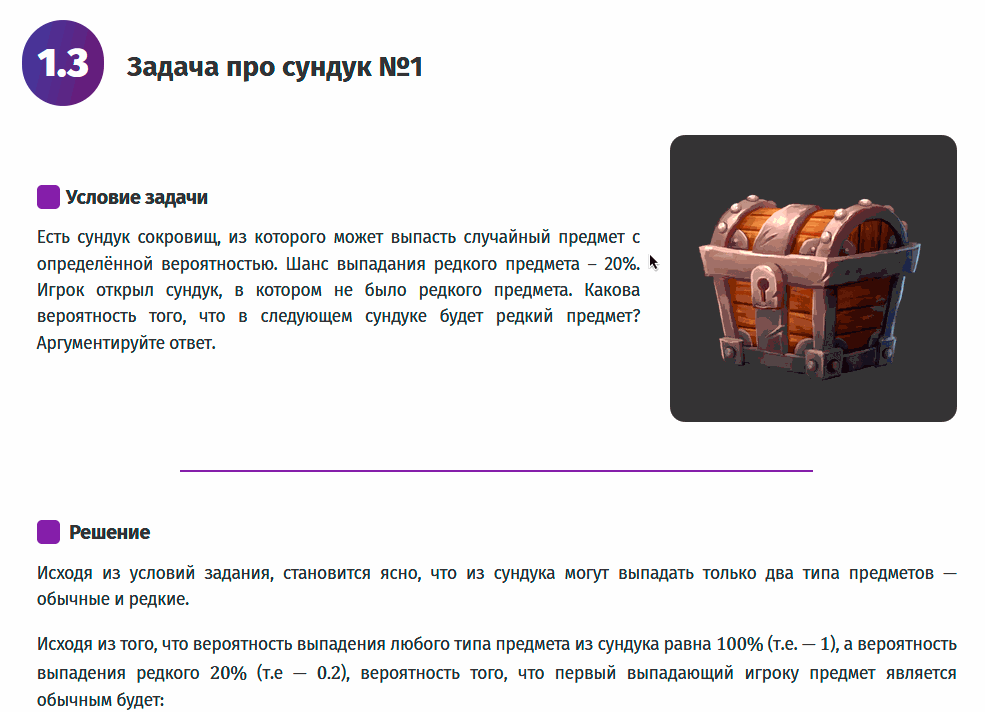 1.3
Задача про сундук №1
Условие задачи
Есть сундук сокровищ, из которого может выпасть случайный предмет с
определённой вероятностью. Шанс выпадания редкого предмета – 20%.
Игрок открыл сундук, в котором не было редкого предмета. Какова
вероятность того, что в следующем сундуке будет редкий предмет?
Аргументируйте ответ.
Решение
Исходя из условий задания, становится ясно, что из сундука могут выпадать только два типа предметов —
обычные и редкие.
Исходя из того, что вероятность выпадения любого типа предмета из сундука равна 100% (т.е. — 1), а вероятность
выпадения редкого 20% (т.е — 0.2), вероятность того, что первый выпадающий игроку предмет является
обычным будет: